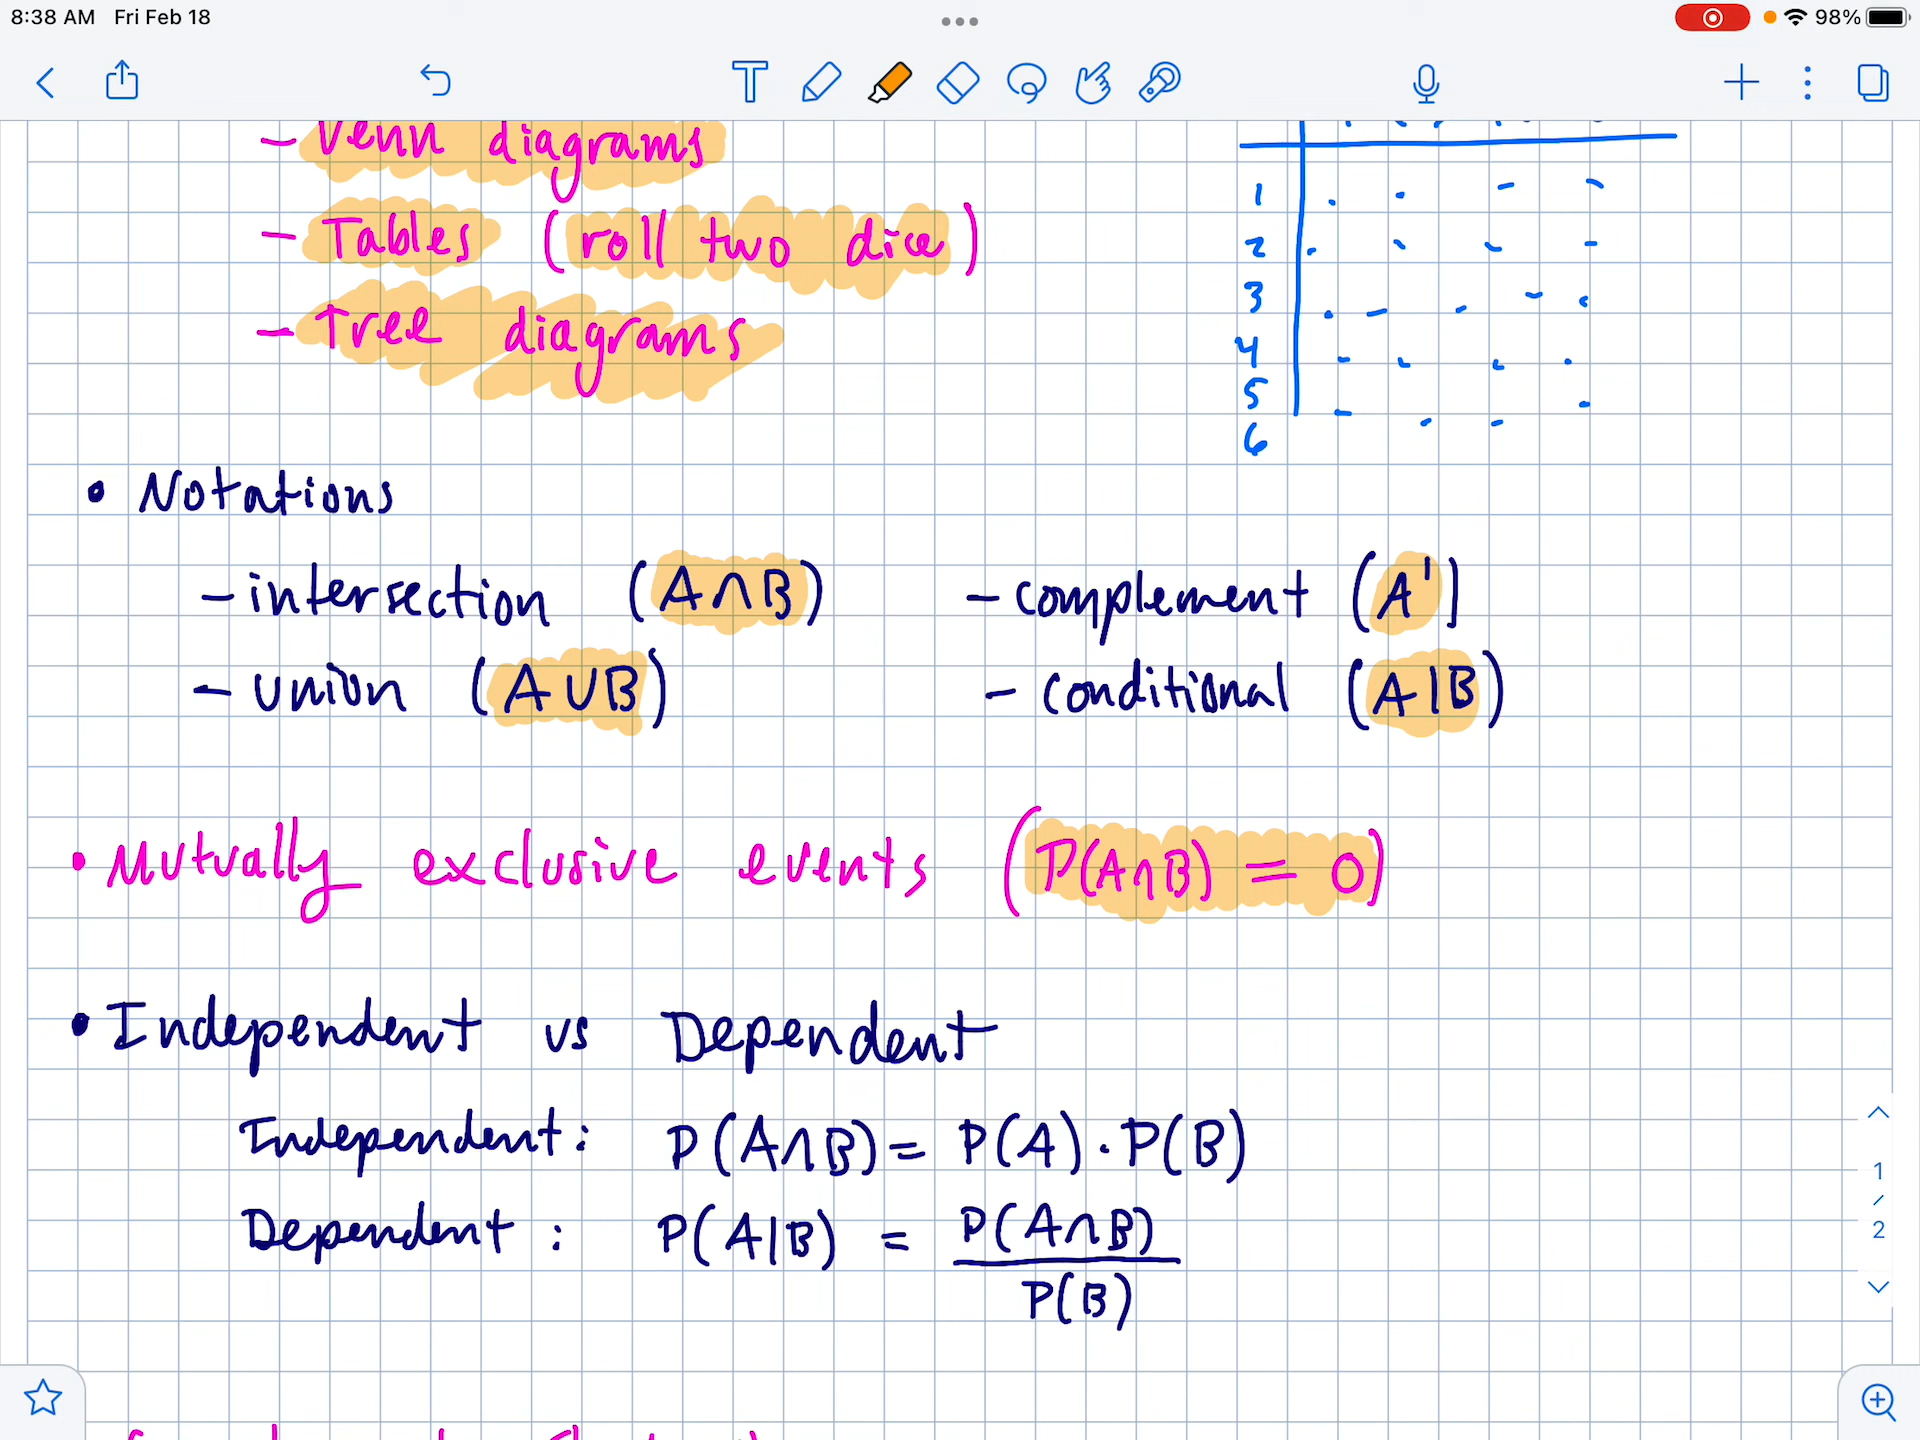 8:38 AM Fri Feb 18
98%
- Venn diagrams
- Tables (roll two dice)
- Tree diagrams
1
2
3
4
5
6
• Notations
- intersection (A∩B)
- complement (A']
- union (A∪B)
- conditional (A|B)
• Mutually exclusive events (P(A∩B) = 0)
• Independent vs Dependent
Independent: P(A∩B) = P(A) · P(B)
Dependent : P(A|B) = P(A∩B)
P(B)
1
/
2